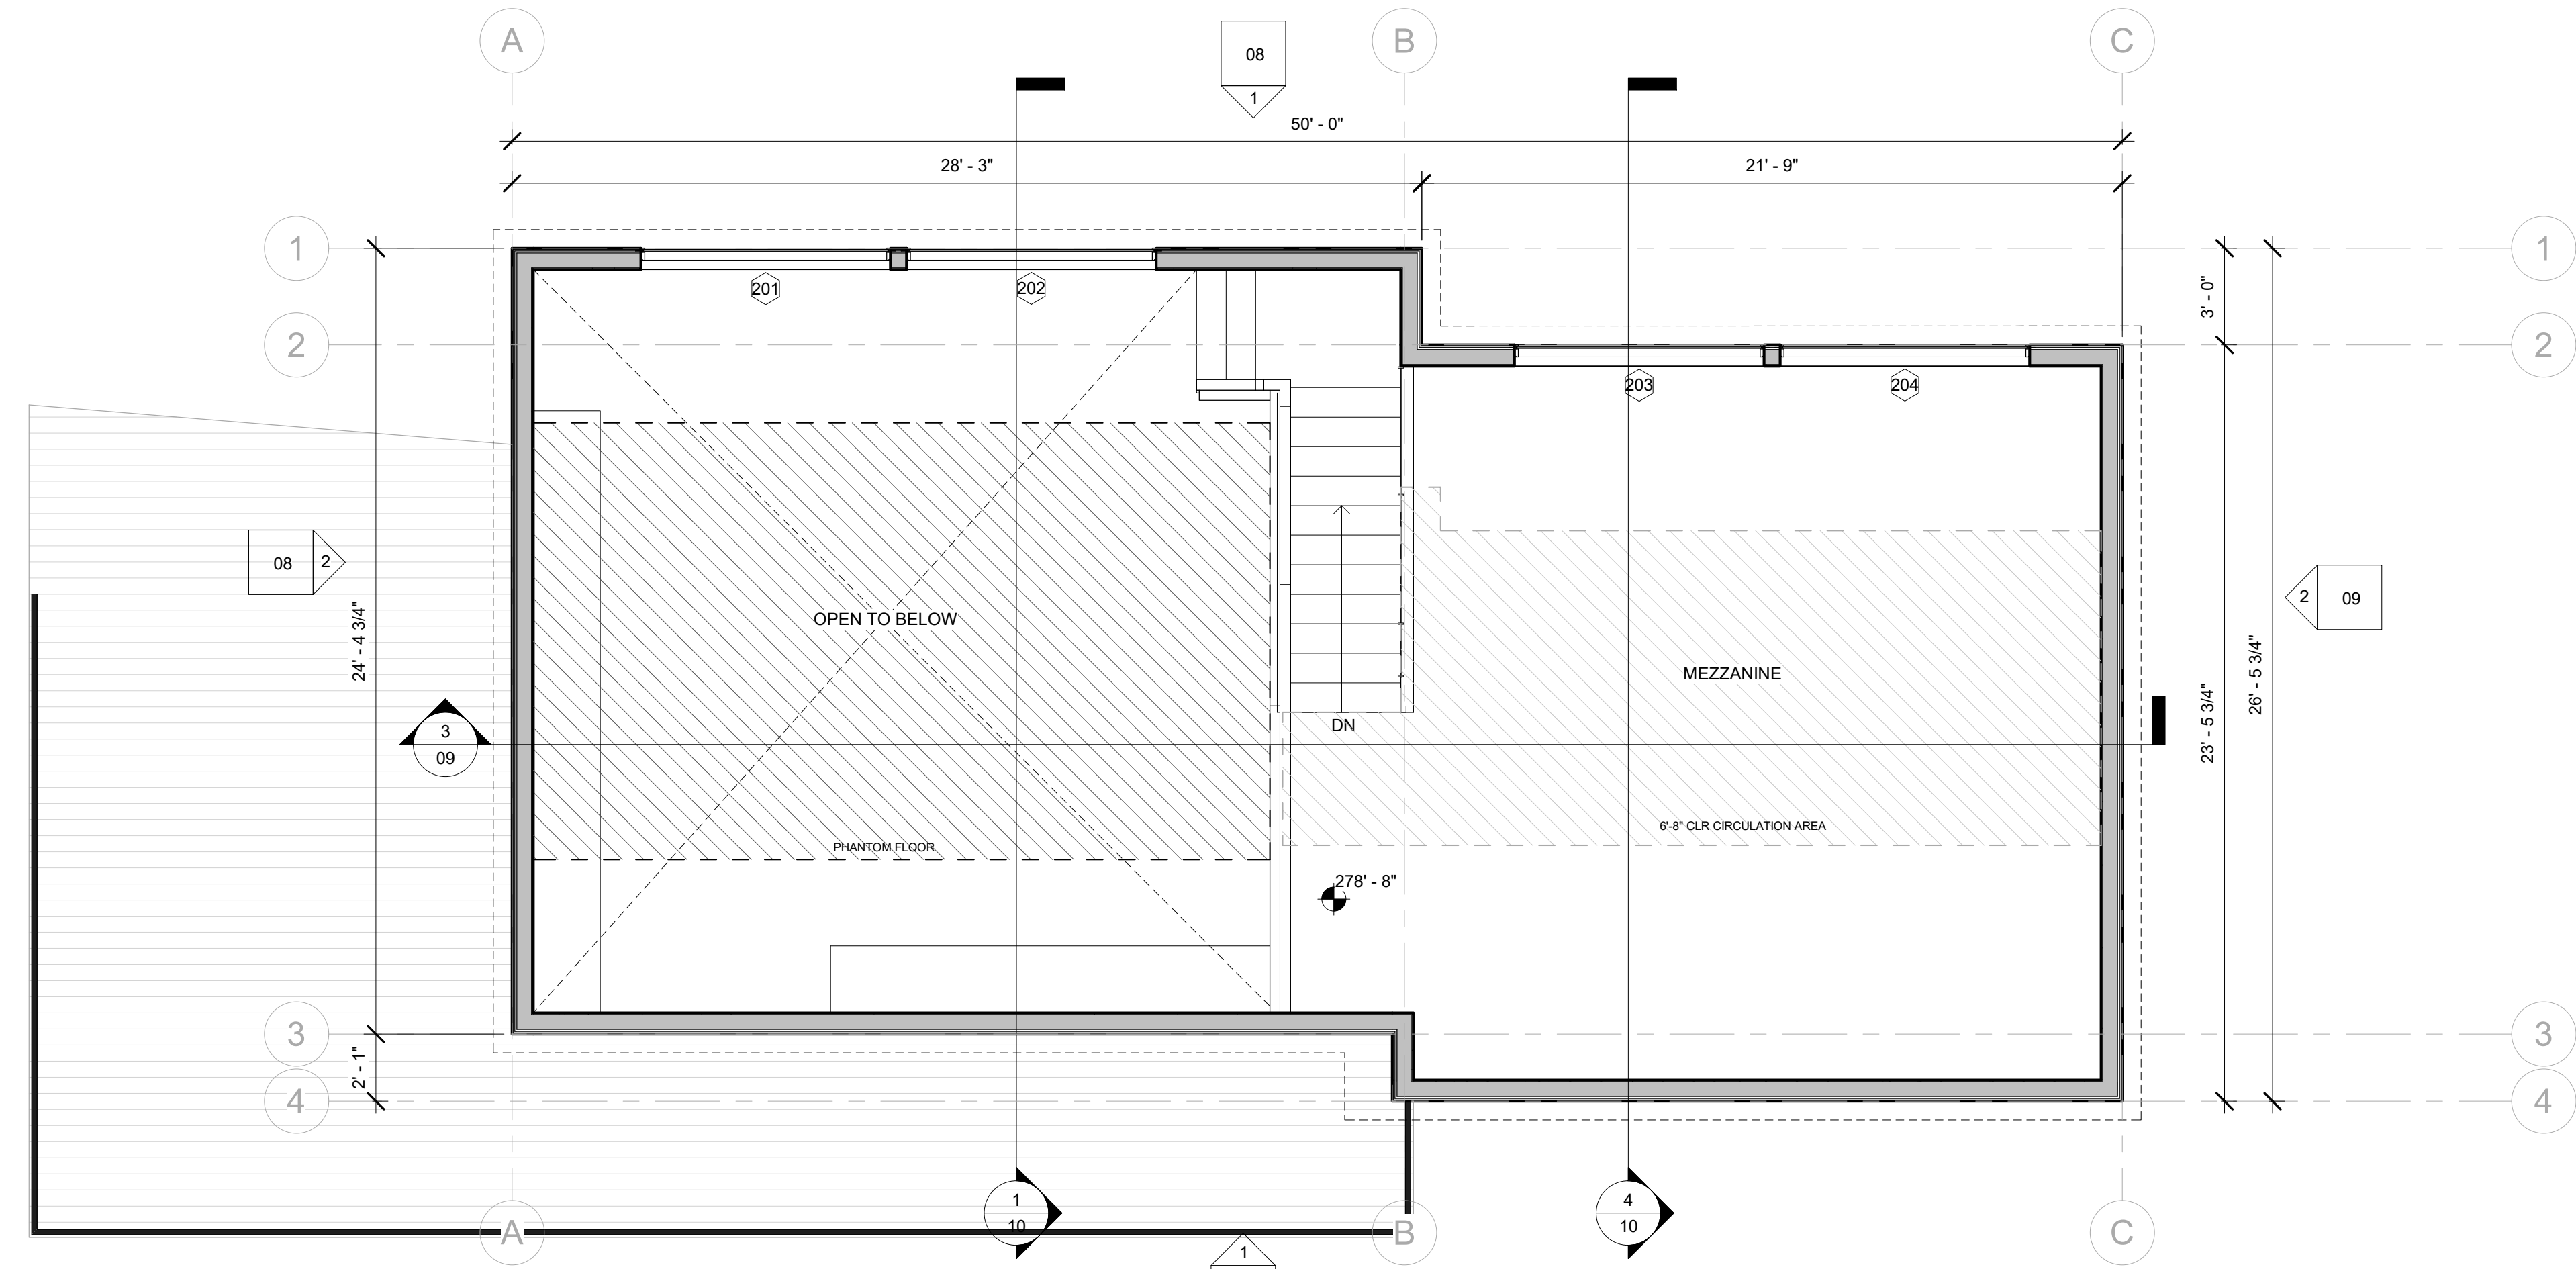 A
B
C
08
1
50' - 0"
28' - 3"
21' - 9"
1
1
3' - 0"
201
202
2
2
203
204
08
2
2
09
24' - 4 3/4"
OPEN TO BELOW
MEZZANINE
26' - 5 3/4"
23' - 5 3/4"
DN
3
09
6'-8" CLR CIRCULATION AREA
PHANTOM FLOOR
278' - 8"
3
3
2' - 1"
4
4
1
10
4
10
A
B
C
1